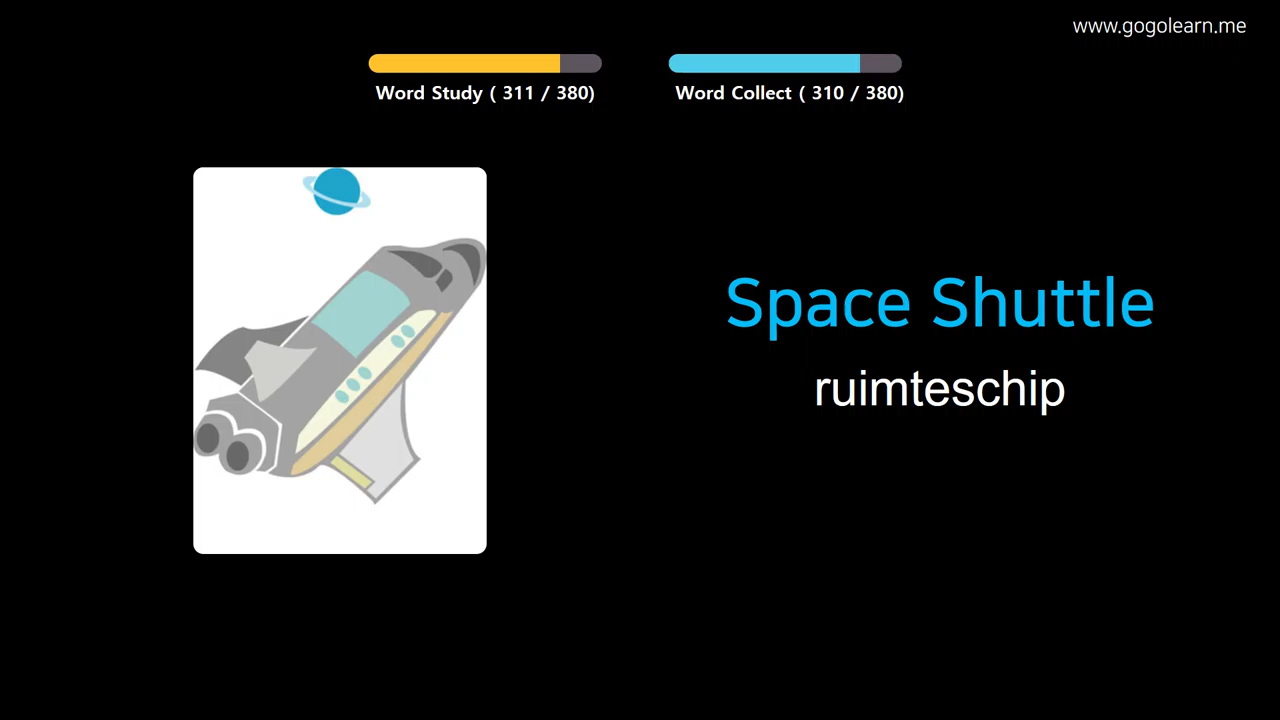 www.gogolearn.me
Word Study ( 311 / 380)
Word Collect ( 310 / 380)
Space Shuttle
ruimteschip